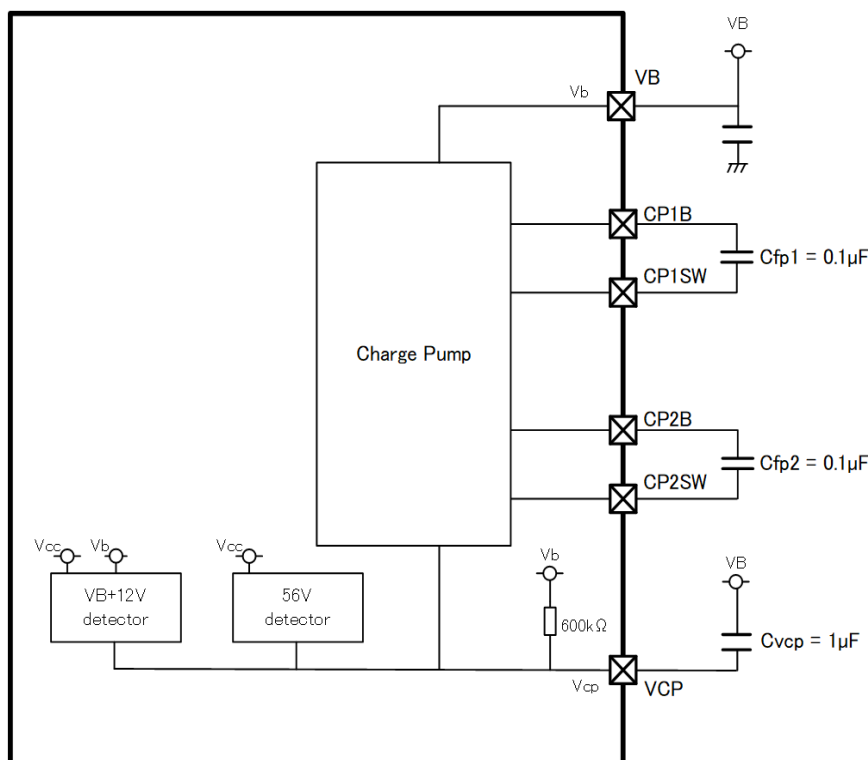 VB
VB
Vb
CP1B
Cfp1 = 0.1μF
CP1SW
Charge Pump
CP2B
Cfp2 = 0.1μF
CP2SW
Vcc
Vb
Vcc
Vb
VB
VB+12V
detector
56V
detector
600kΩ
Cvcp = 1μF
Vcp
VCP